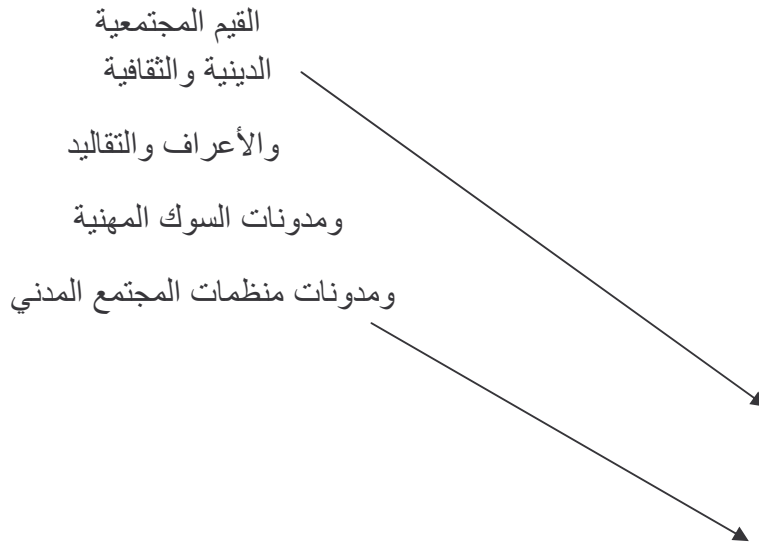 القيم المجتمعية
الدينية والثقافية
والأعراف والتقاليد
ومدونات السوك المهنية
ومدونات منظمات المجتمع المدني